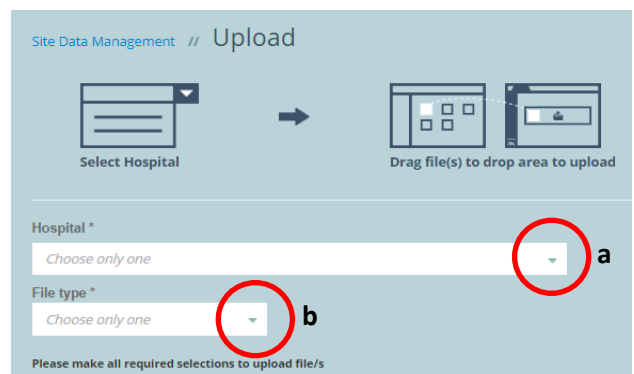 Site Data Management // Upload
Select Hospital
Drag file(s) to drop area to upload
Hospital *
Choose only one
a
File type *
Choose only one
b
Please make all required selections to upload file/s